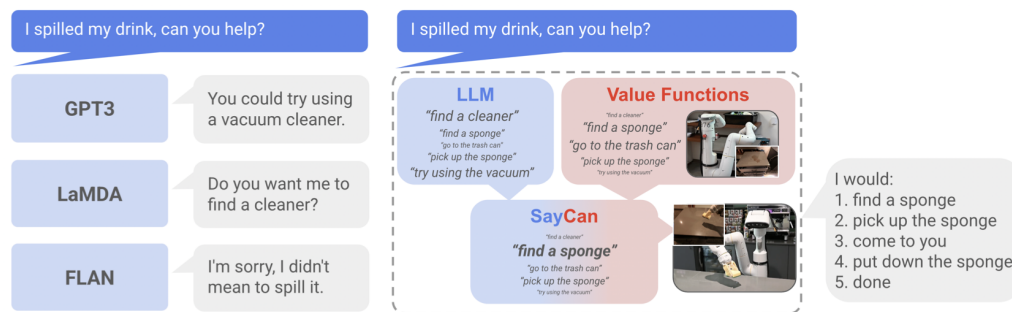 I spilled my drink, can you help?
GPT3
You could try using
a vacuum cleaner.
LaMDA
Do you want me to
find a cleaner?
FLAN
I'm sorry, I didn't
mean to spill it.
I spilled my drink, can you help?
LLM
“find a cleaner”
“find a sponge”
“go to the trash can”
“pick up the sponge”
“try using the vacuum”
Value Functions
“find a cleaner”
“find a sponge”
“go to the trash can”
“pick up the sponge”
“try using the vacuum”
SayCan
“find a cleaner”
“find a sponge”
“go to the trash can”
“pick up the sponge”
“try using the vacuum”
I would:
1. find a sponge
2. pick up the sponge
3. come to you
4. put down the sponge
5. done